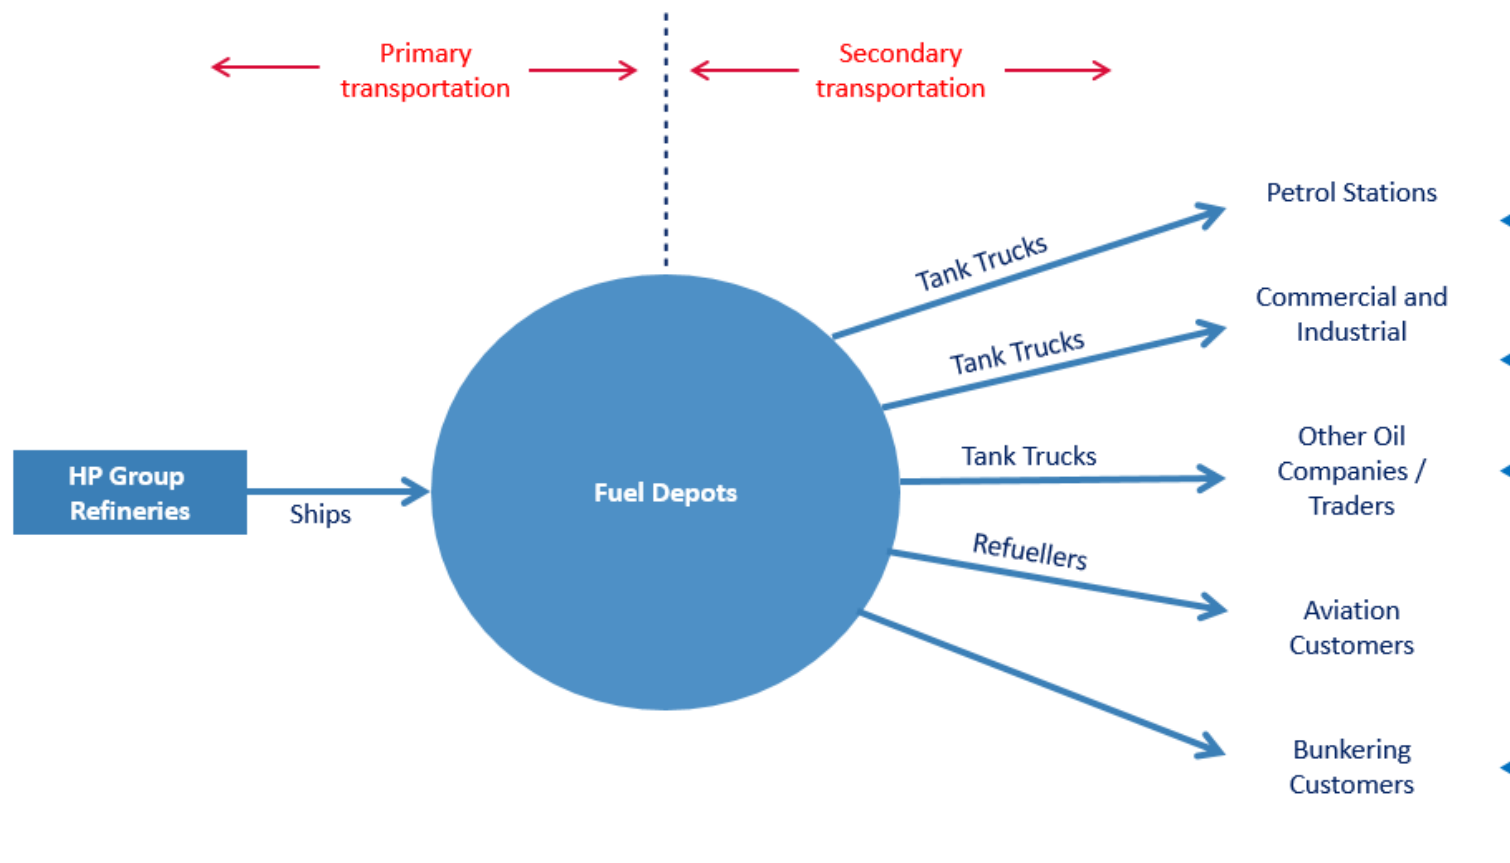 Primary
transportation
Secondary
transportation
Petrol Stations
Tank Trucks
Commercial and
Industrial
Tank Trucks
Other Oil
Companies /
Traders
Tank Trucks
HP Group
Refineries
Ships
Fuel Depots
Refuellers
Aviation
Customers
Bunkering
Customers